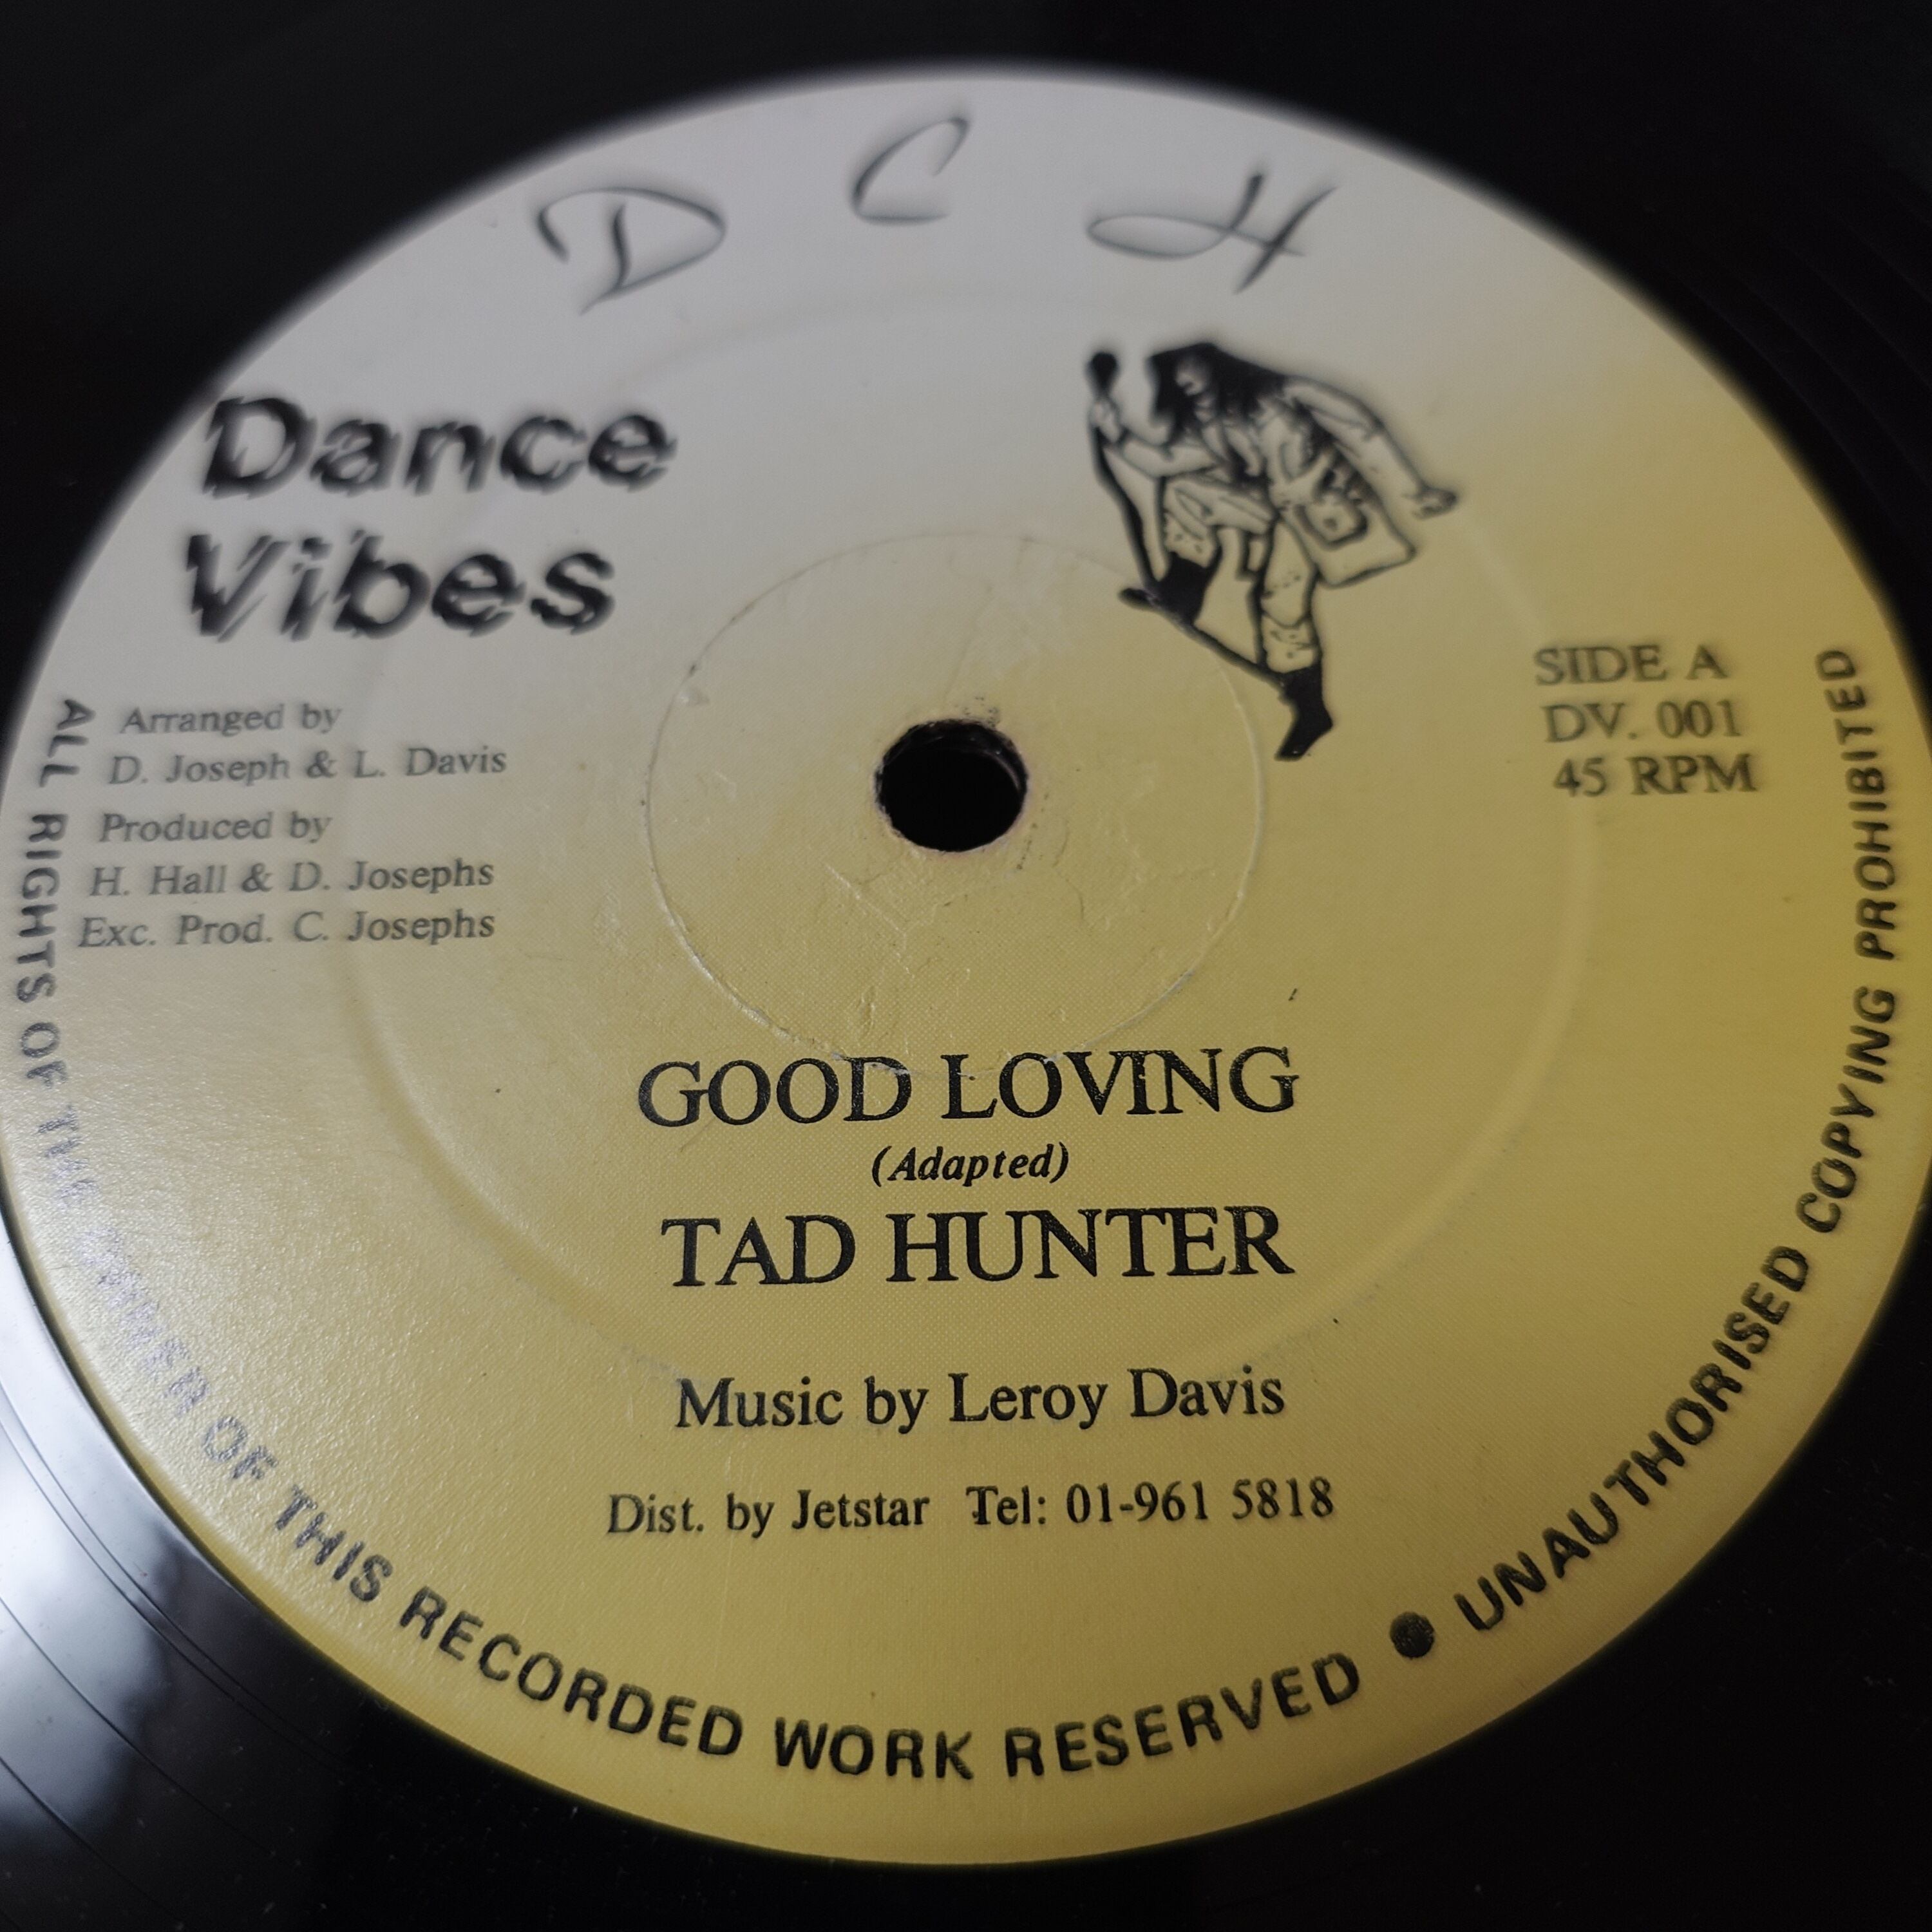 D C H
Dance
Vibes
Arranged by
D. Joseph & L. Davis
Produced by
H. Hall & D. Josephs
Exc. Prod. C. Josephs
SIDE A
DV. 001
45 RPM
GOOD LOVING
(Adapted)
TAD HUNTER
Music by Leroy Davis
Dist. by Jetstar Tel: 01-961 5818
ALL RIGHTS OF THE OWNER OF THIS RECORDED WORK RESERVED ● UNAUTHORISED COPYING PROHIBITED